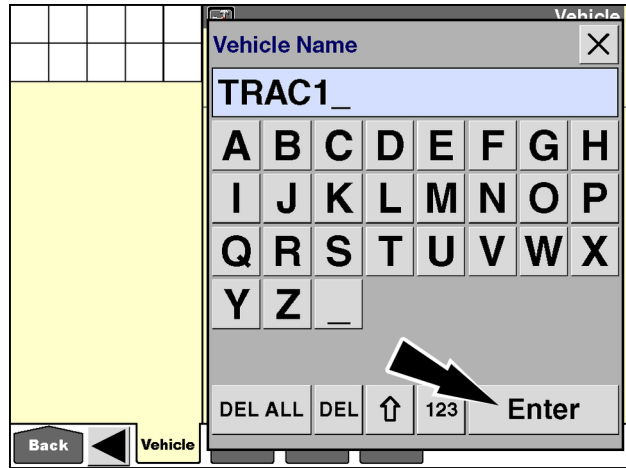 Vehicle
Vehicle Name
TRAC1_
A B C D E F G H
I J K L M N O P
Q R S T U V W X
Y Z _
DEL ALL DEL ⇧ 123 Enter
Back Vehicle